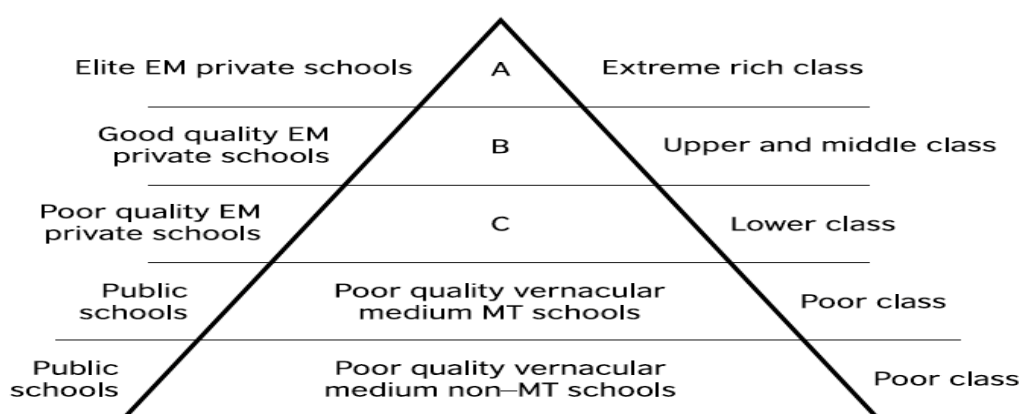 Elite EM private schools
A
Extreme rich class
Good quality EM
private schools
B
Upper and middle class
Poor quality EM
private schools
C
Lower class
Public
schools
Poor quality vernacular
medium MT schools
Poor class
Public
schools
Poor quality vernacular
medium non–MT schools
Poor class